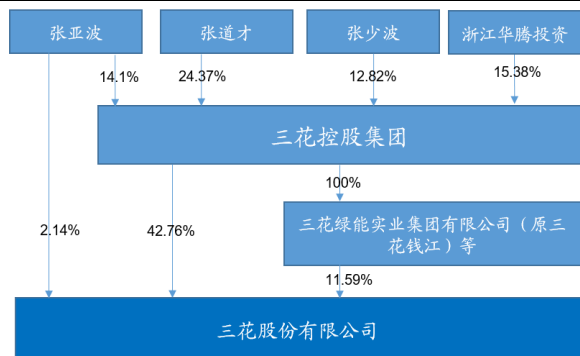 张亚波
张道才
张少波
浙江华腾投资
14.1%
24.37%
12.82%
15.38%
三花控股集团
100%
三花绿能实业集团有限公司（原三
花钱江）等
2.14%
42.76%
11.59%
三花股份有限公司